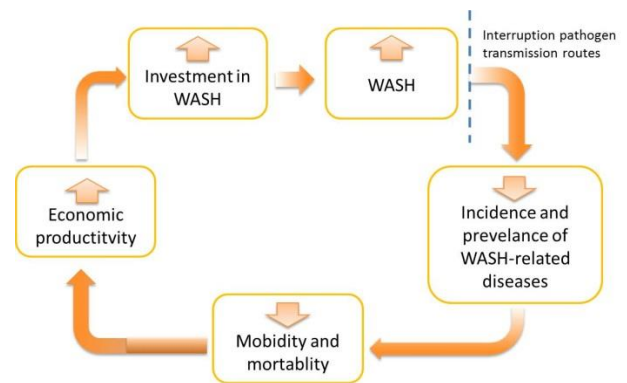 Investment in
WASH
WASH
Interruption pathogen
transmission routes
Incidence and
prevelance of
WASH-related
diseases
Mobidity and
mortablity
Economic
productitvity